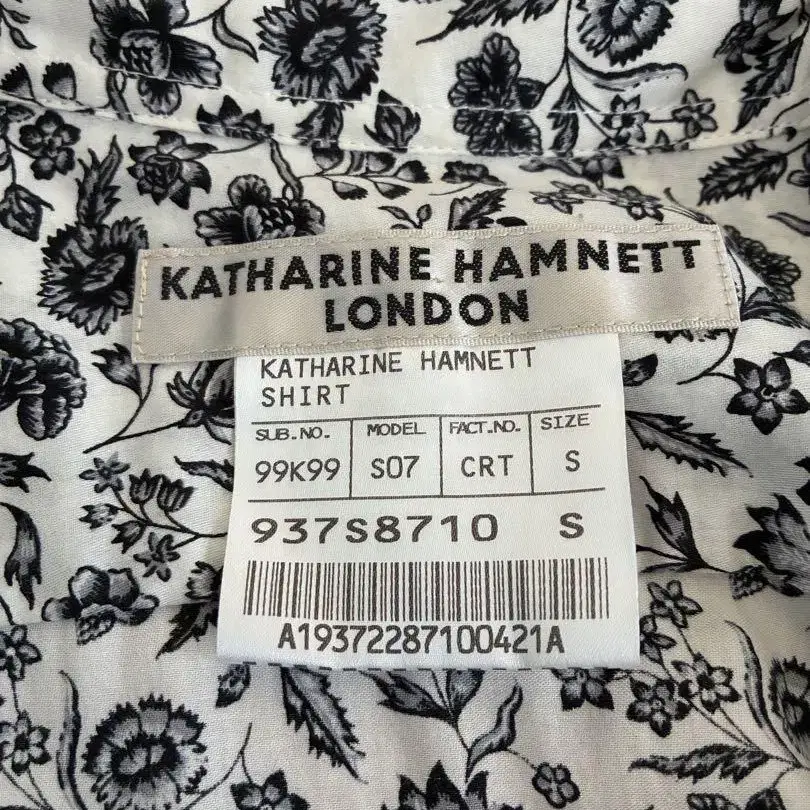 KATHARINE HAMNETT
LONDON
KATHARINE HAMNETT
SHIRT
SUB.NO. MODEL FACT.NO. SIZE
99K99 S07 CRT S
937S8710 S
A19372287100421A